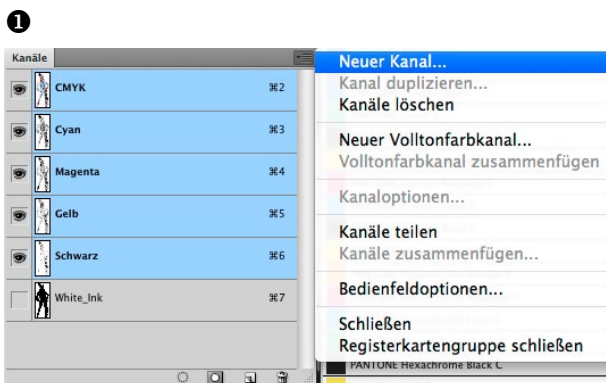 ❶
Kanäle
CMYK ⌘2
Cyan ⌘3
Magenta ⌘4
Gelb ⌘5
Schwarz ⌘6
White_Ink ⌘7
Neuer Kanal...
Kanal duplizieren...
Kanäle löschen
Neuer Volltonfarbkanal...
Volltonfarbkanal zusammenfügen
Kanaloptionen...
Kanäle teilen
Kanäle zusammenfügen...
Bedienfeldoptionen...
Schließen
Registerkartengruppe schließen
PANTONE Hexachrome Black C